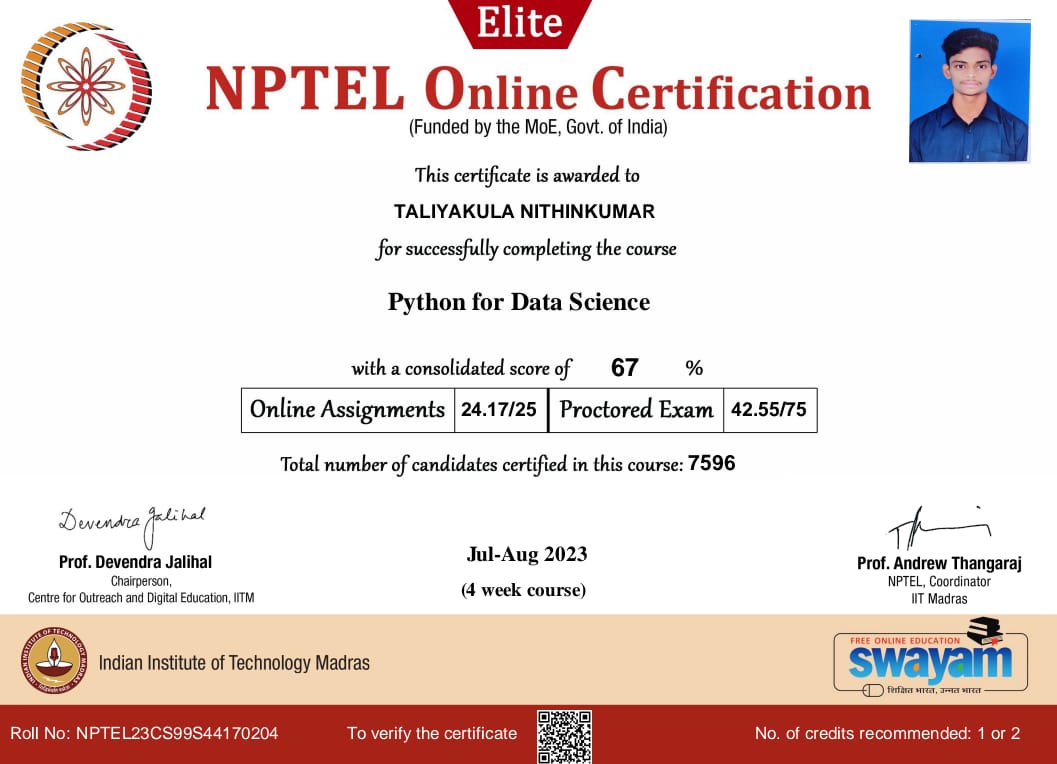 Elite
NPTEL Online Certification
(Funded by the MoE, Govt. of India)
This certificate is awarded to
TALIYAKULA NITHINKUMAR
for successfully completing the course
Python for Data Science
with a consolidated score of 67 %
Online Assignments 24.17/25 Proctored Exam 42.55/75
Total number of candidates certified in this course: 7596
Devendra Jalihal
Prof. Devendra Jalihal
Chairperson,
Centre for Outreach and Digital Education, IITM
Jul-Aug 2023
(4 week course)
Prof. Andrew Thangaraj
NPTEL, Coordinator
IIT Madras
INDIAN INSTITUTE OF TECHNOLOGY MADRAS
Indian Institute of Technology Madras
FREE ONLINE EDUCATION
swayam
शिक्षित भारत, उन्नत भारत
Roll No: NPTEL23CS99S44170204
To verify the certificate
No. of credits recommended: 1 or 2